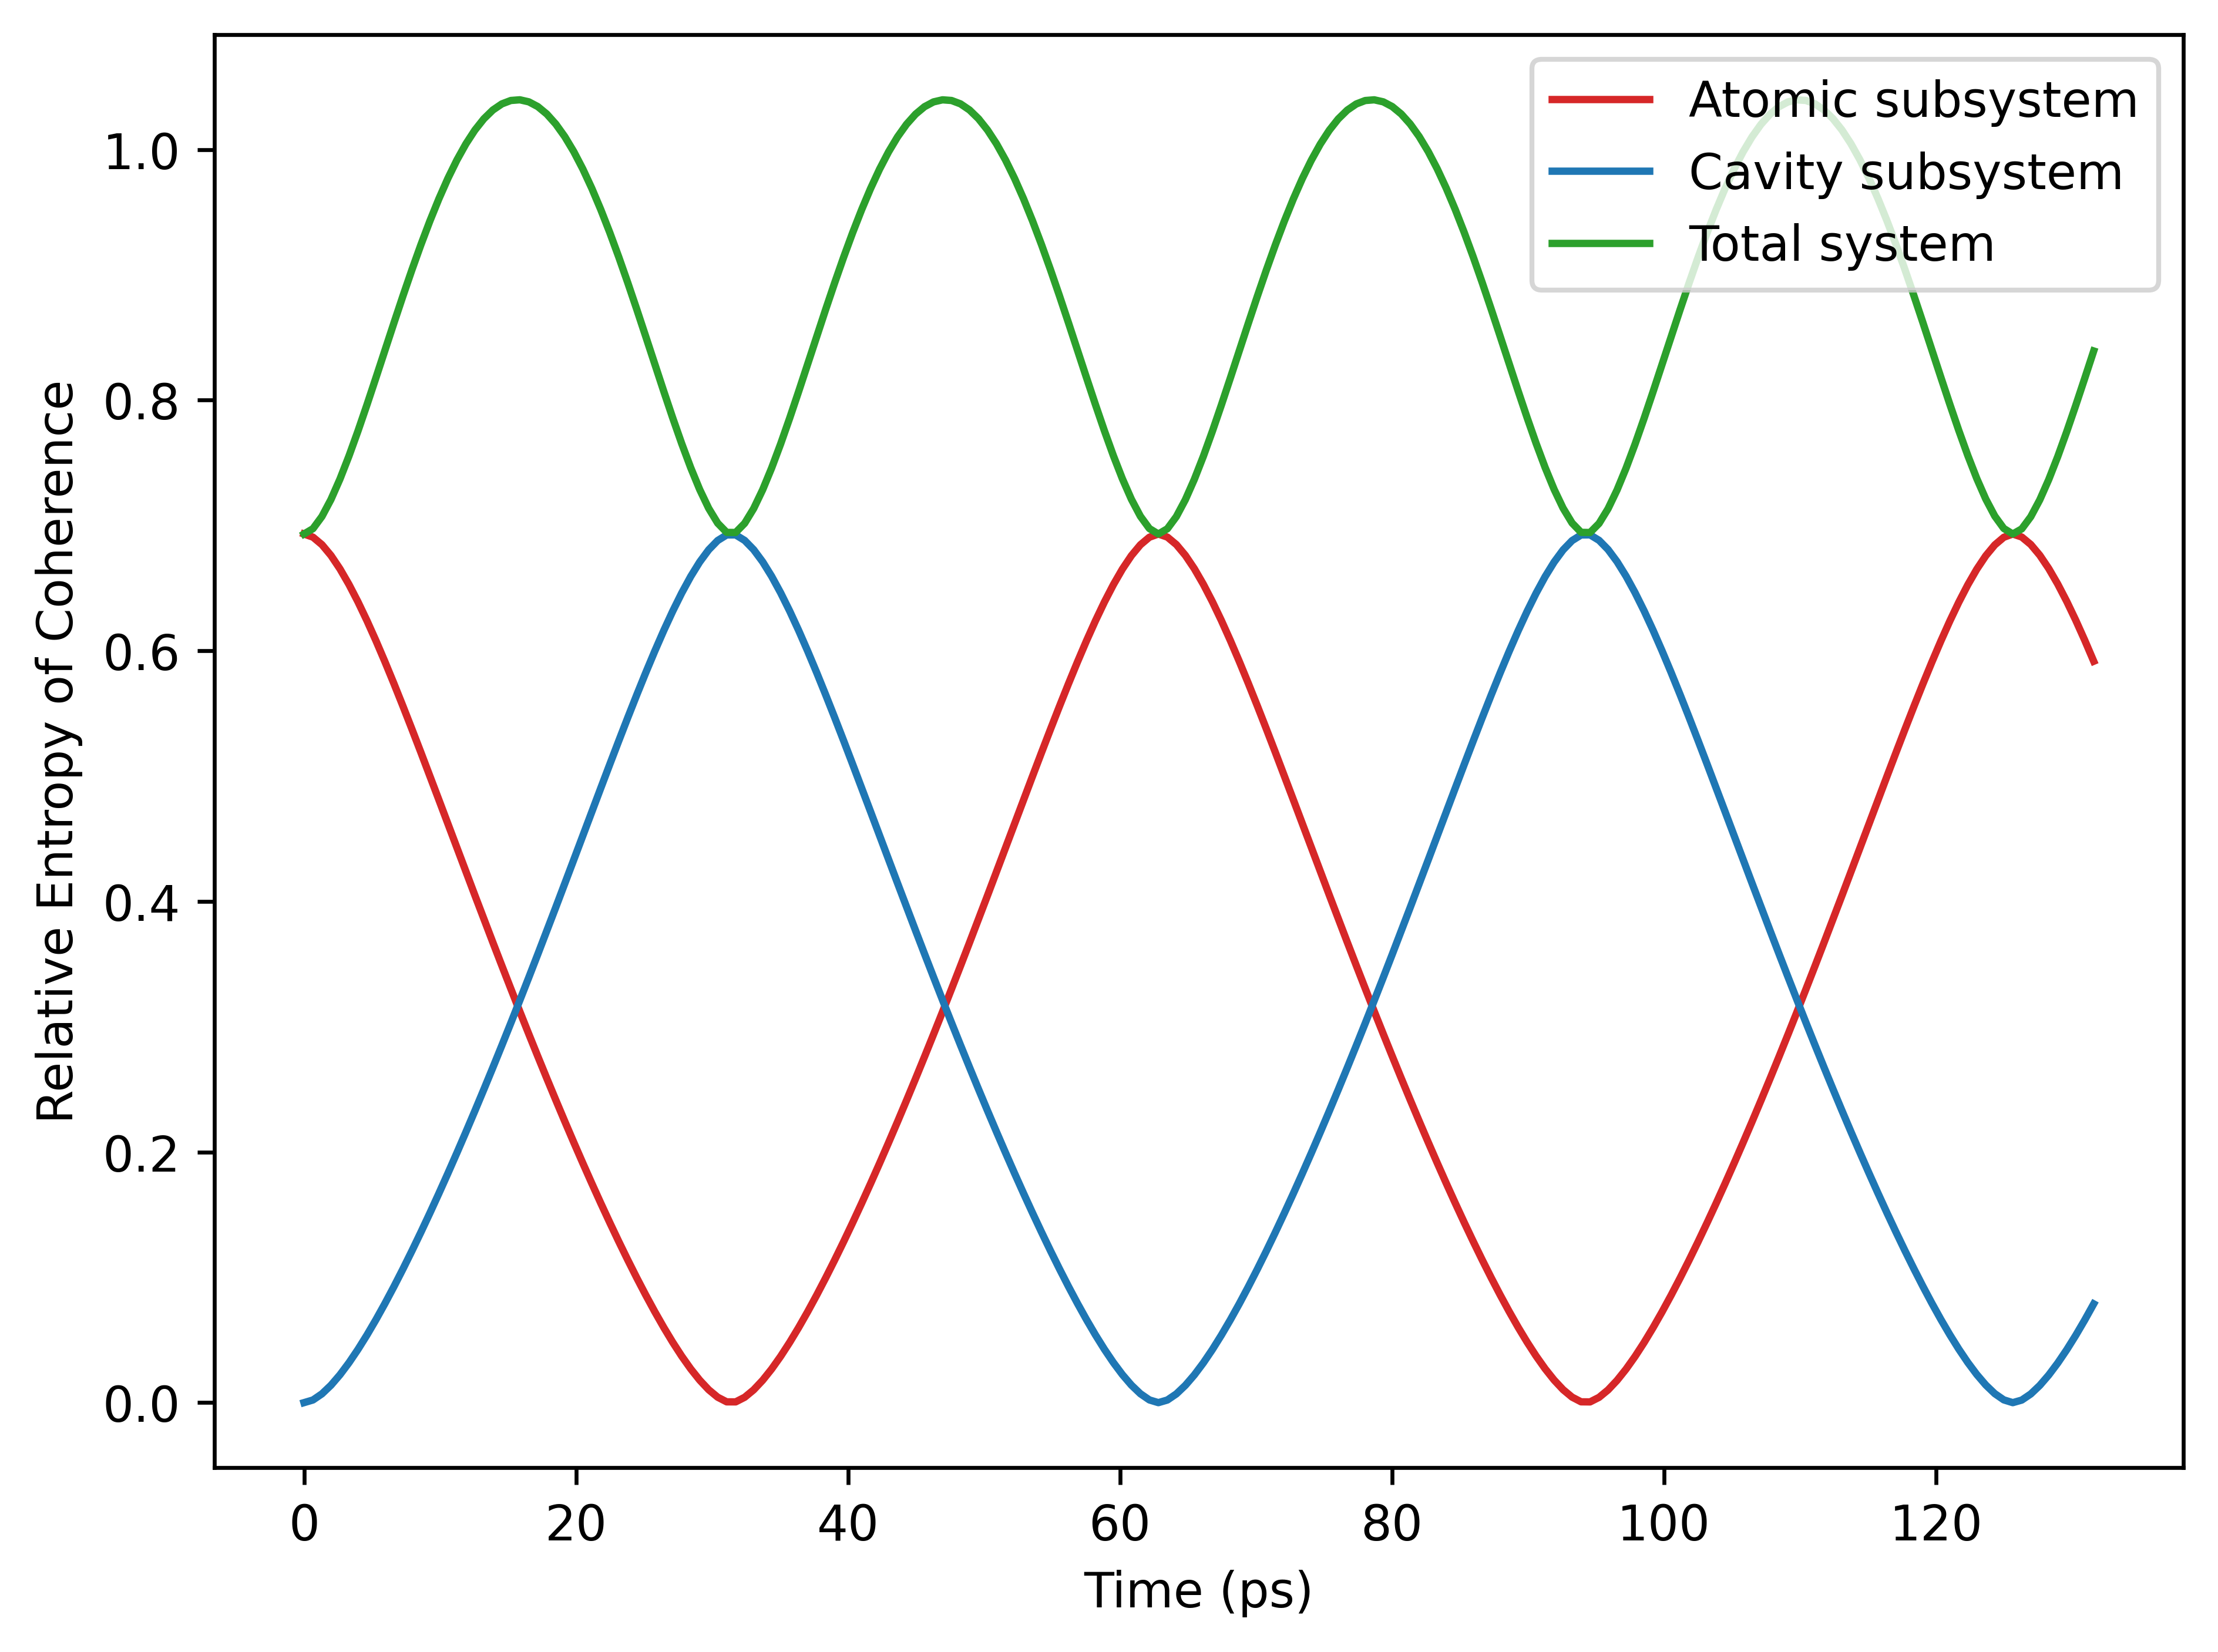 Atomic subsystem
Cavity subsystem
Total system
Relative Entropy of Coherence
1.0
0.8
0.6
0.4
0.2
0.0
0 20 40 60 80 100 120
Time (ps)